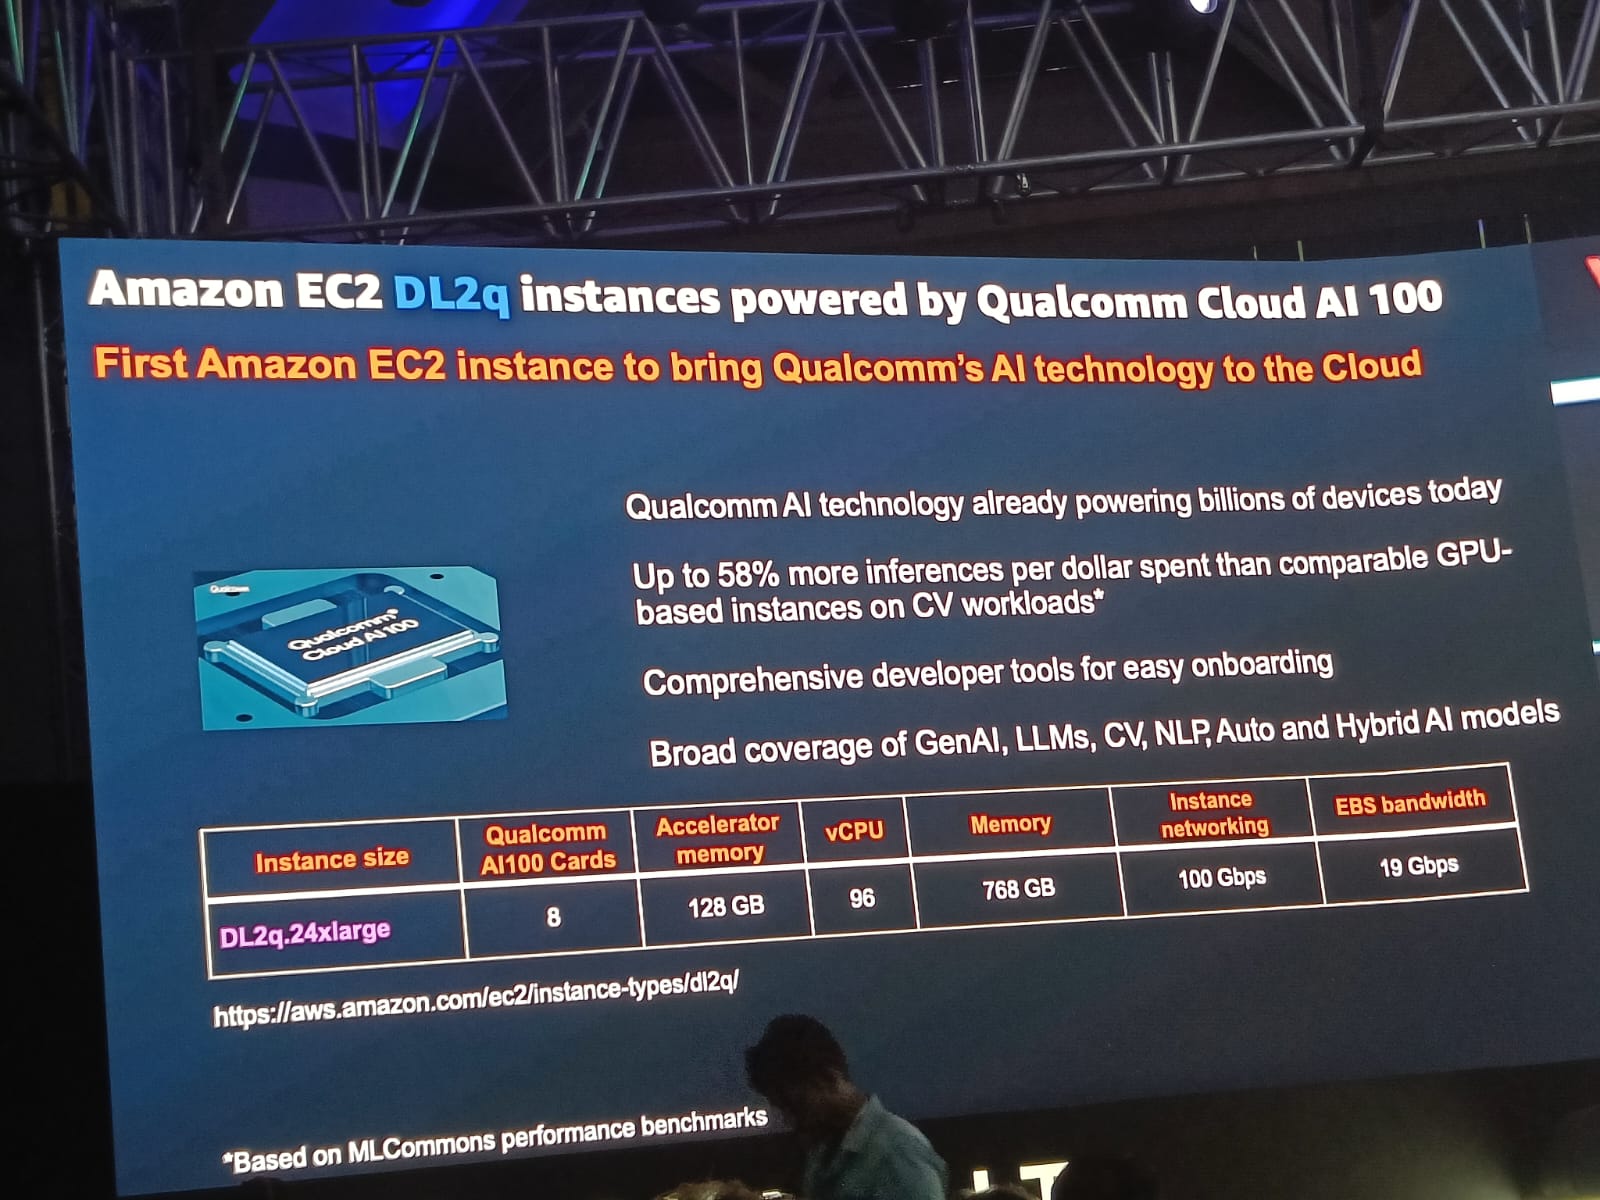 Amazon EC2 DL2q instances powered by Qualcomm Cloud AI 100
First Amazon EC2 instance to bring Qualcomm's AI technology to the Cloud
Qualcomm AI technology already powering billions of devices today
Up to 58% more inferences per dollar spent than comparable GPU-
based instances on CV workloads*
Qualcomm
Qualcomm®
Cloud AI 100
Comprehensive developer tools for easy onboarding
Broad coverage of GenAI, LLMs, CV, NLP, Auto and Hybrid AI models
Instance size
Qualcomm
AI100 Cards
Accelerator
memory
vCPU
Memory
Instance
networking
EBS bandwidth
DL2q.24xlarge
8
128 GB
96
768 GB
100 Gbps
19 Gbps
https://aws.amazon.com/ec2/instance-types/dl2q/
*Based on MLCommons performance benchmarks